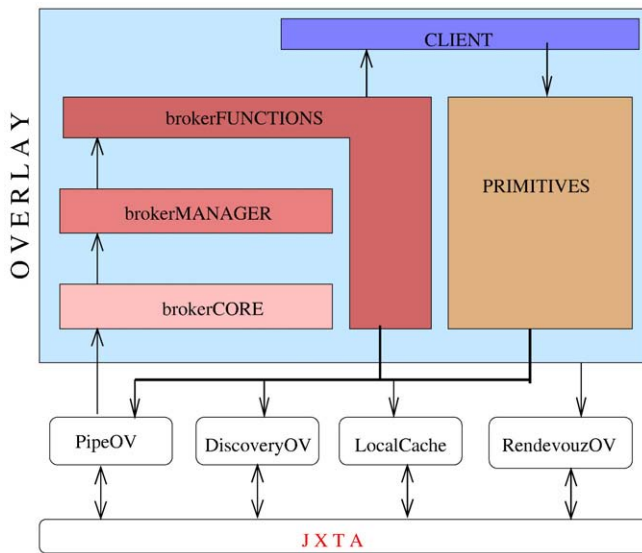 CLIENT
brokerFUNCTIONS
PRIMITIVES
brokerMANAGER
brokerCORE
OVERLAY
PipeOV
DiscoveryOV
LocalCache
RendevouzOV
JXTA